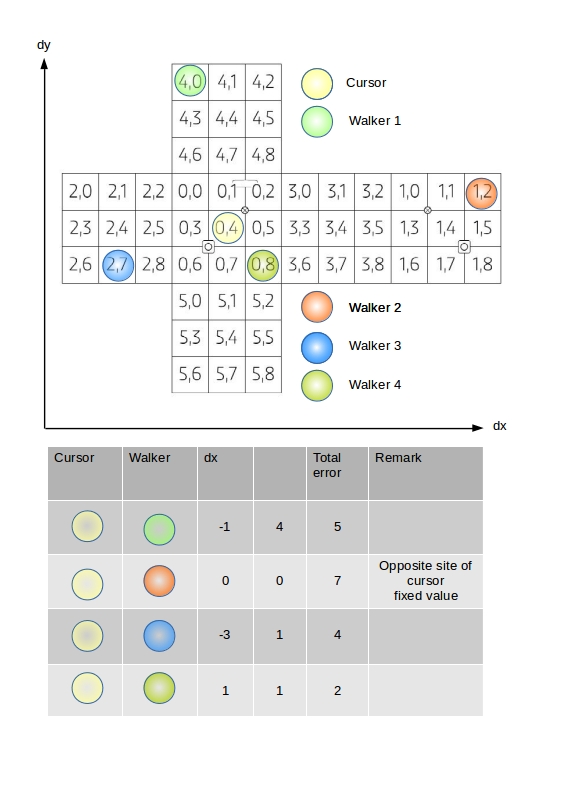 dy
4,0 4,1 4,2
Cursor
4,3 4,4 4,5
Walker 1
4,6 4,7 4,8
2,0 2,1 2,2 0,0 0,1 0,2 3,0 3,1 3,2 1,0 1,1 1,2
2,3 2,4 2,5 0,3 0,4 0,5 3,3 3,4 3,5 1,3 1,4 1,5
2,6 2,7 2,8 0,6 0,7 0,8 3,6 3,7 3,8 1,6 1,7 1,8
5,0 5,1 5,2
Walker 2
5,3 5,4 5,5
Walker 3
5,6 5,7 5,8
Walker 4
dx
Cursor Walker dx Total error Remark
-1 4 5
0 0 7 Opposite site of cursor fixed value
-3 1 4
1 1 2